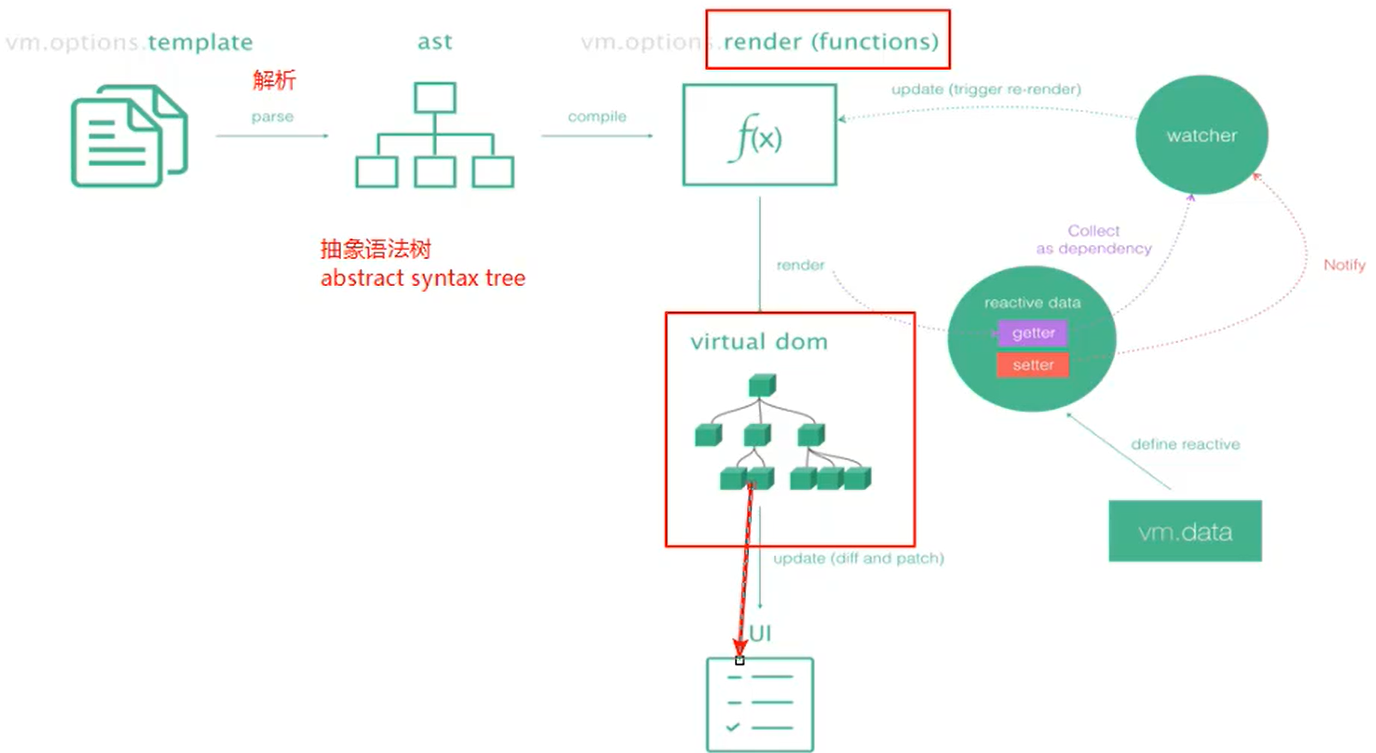 vm.options.template
ast
vm.options.render (functions)
解析
parse
compile
f(x)
update (trigger re-render)
watcher
抽象语法树
abstract syntax tree
Collect
as dependency
render
Notify
reactive data
getter
setter
virtual dom
define reactive
vm.data
update (diff and patch)
UI